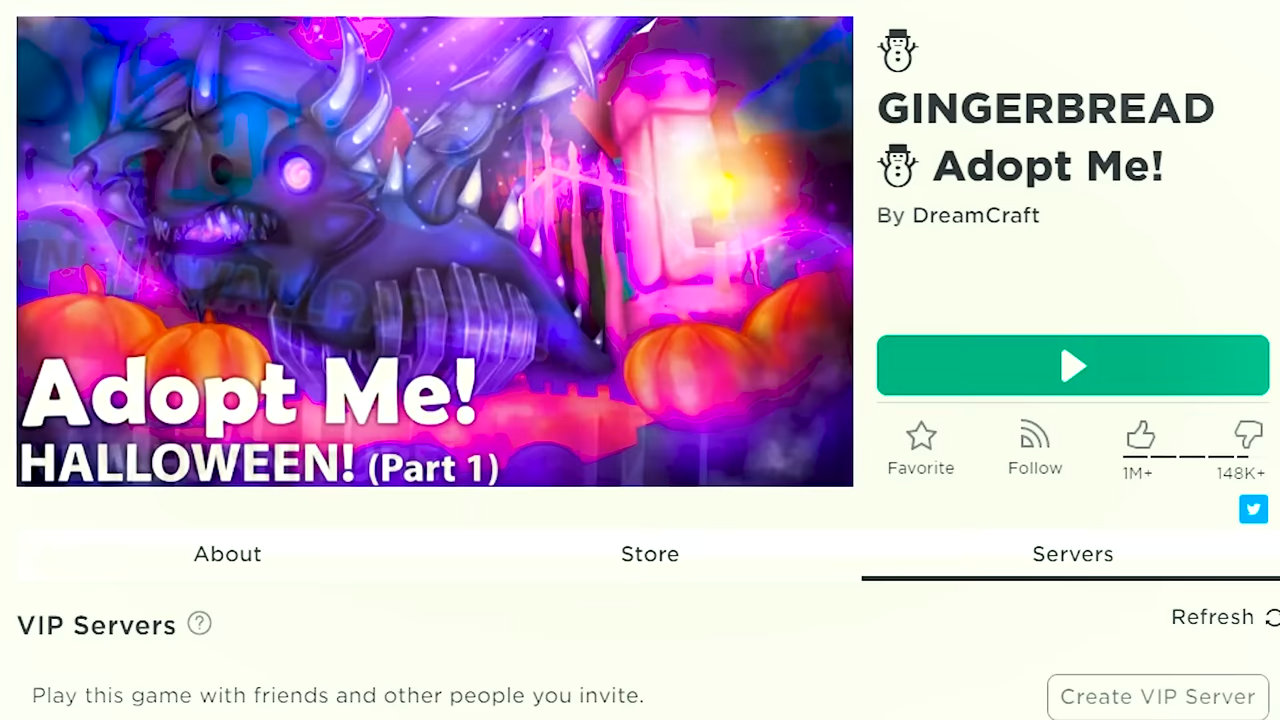 ☃
GINGERBREAD
☃ Adopt Me!
By DreamCraft
Adopt Me!
HALLOWEEN! (Part 1)
Favorite
Follow
1M+
148K+
About
Store
Servers
VIP Servers ?
Refresh
Play this game with friends and other people you invite.
Create VIP Server